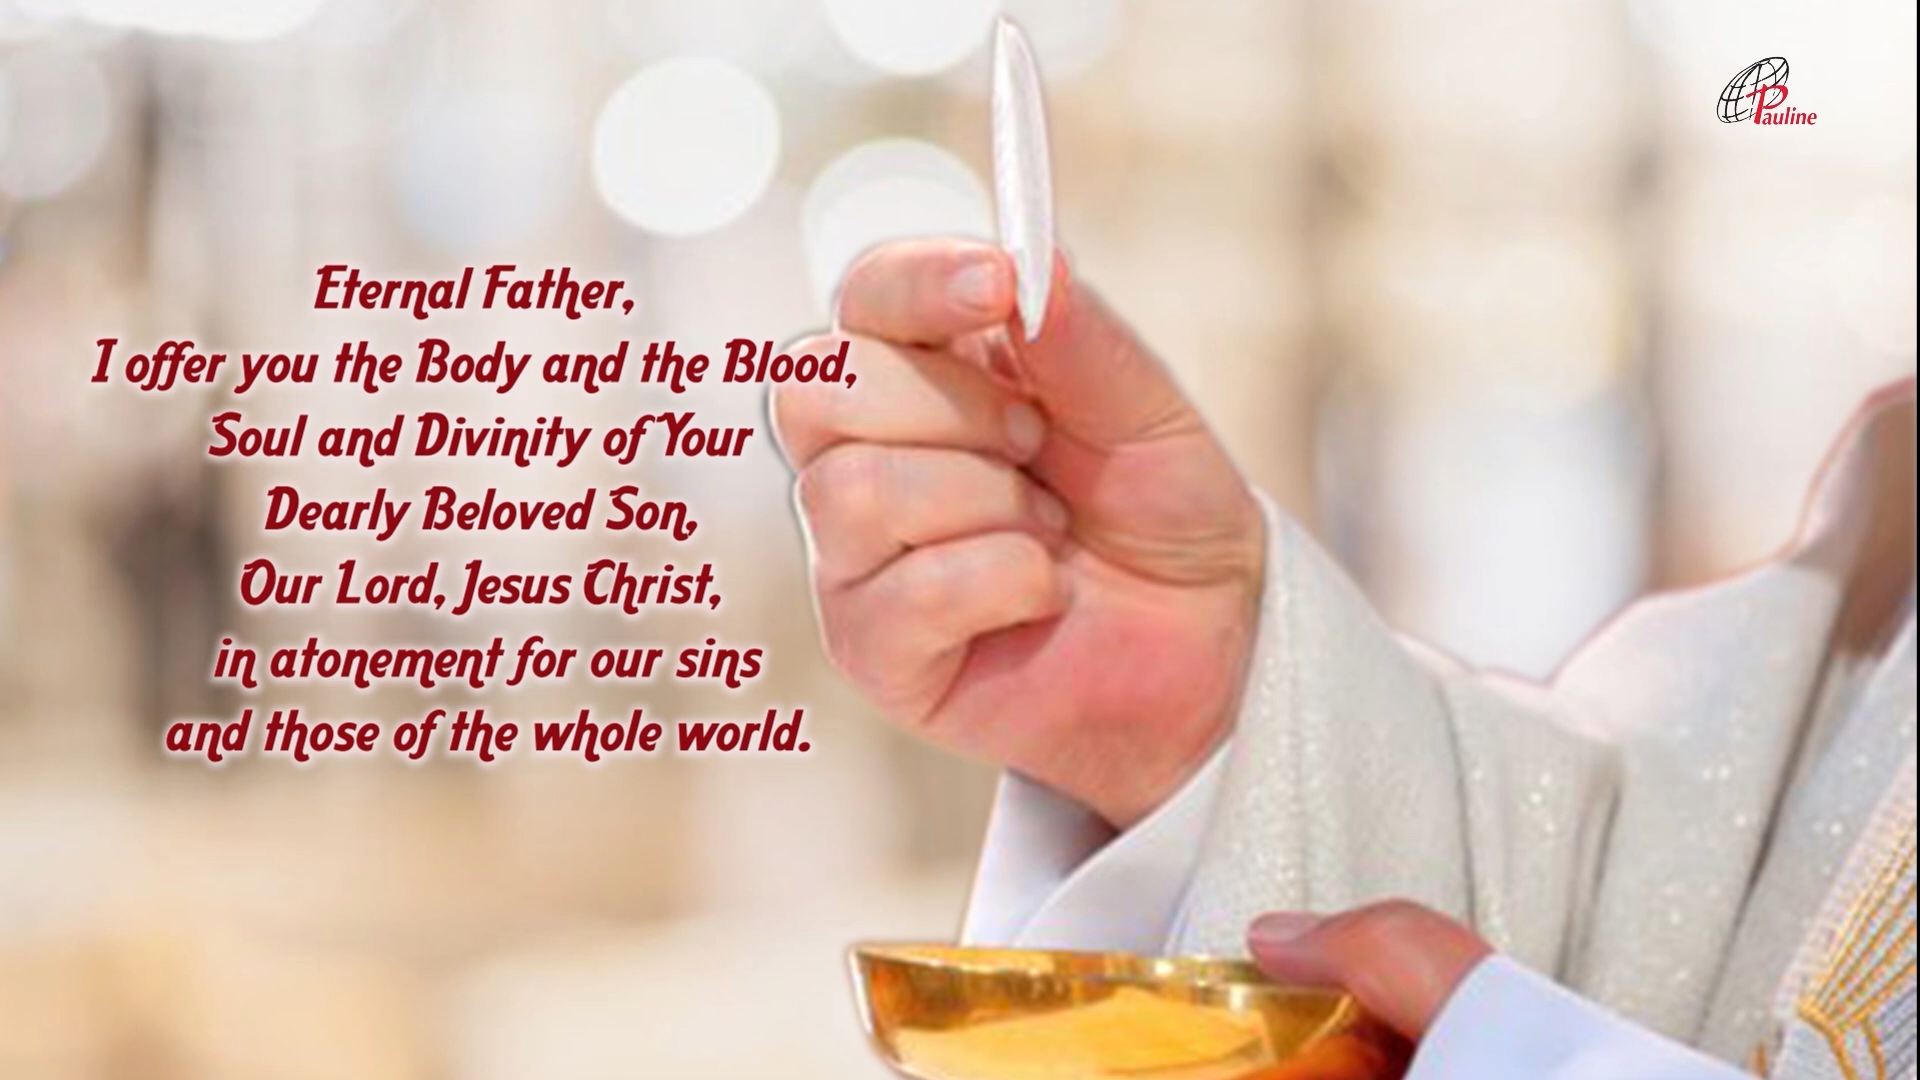 Pauline
Eternal Father,
I offer you the Body and the Blood,
Soul and Divinity of Your
Dearly Beloved Son,
Our Lord, Jesus Christ,
in atonement for our sins
and those of the whole world.